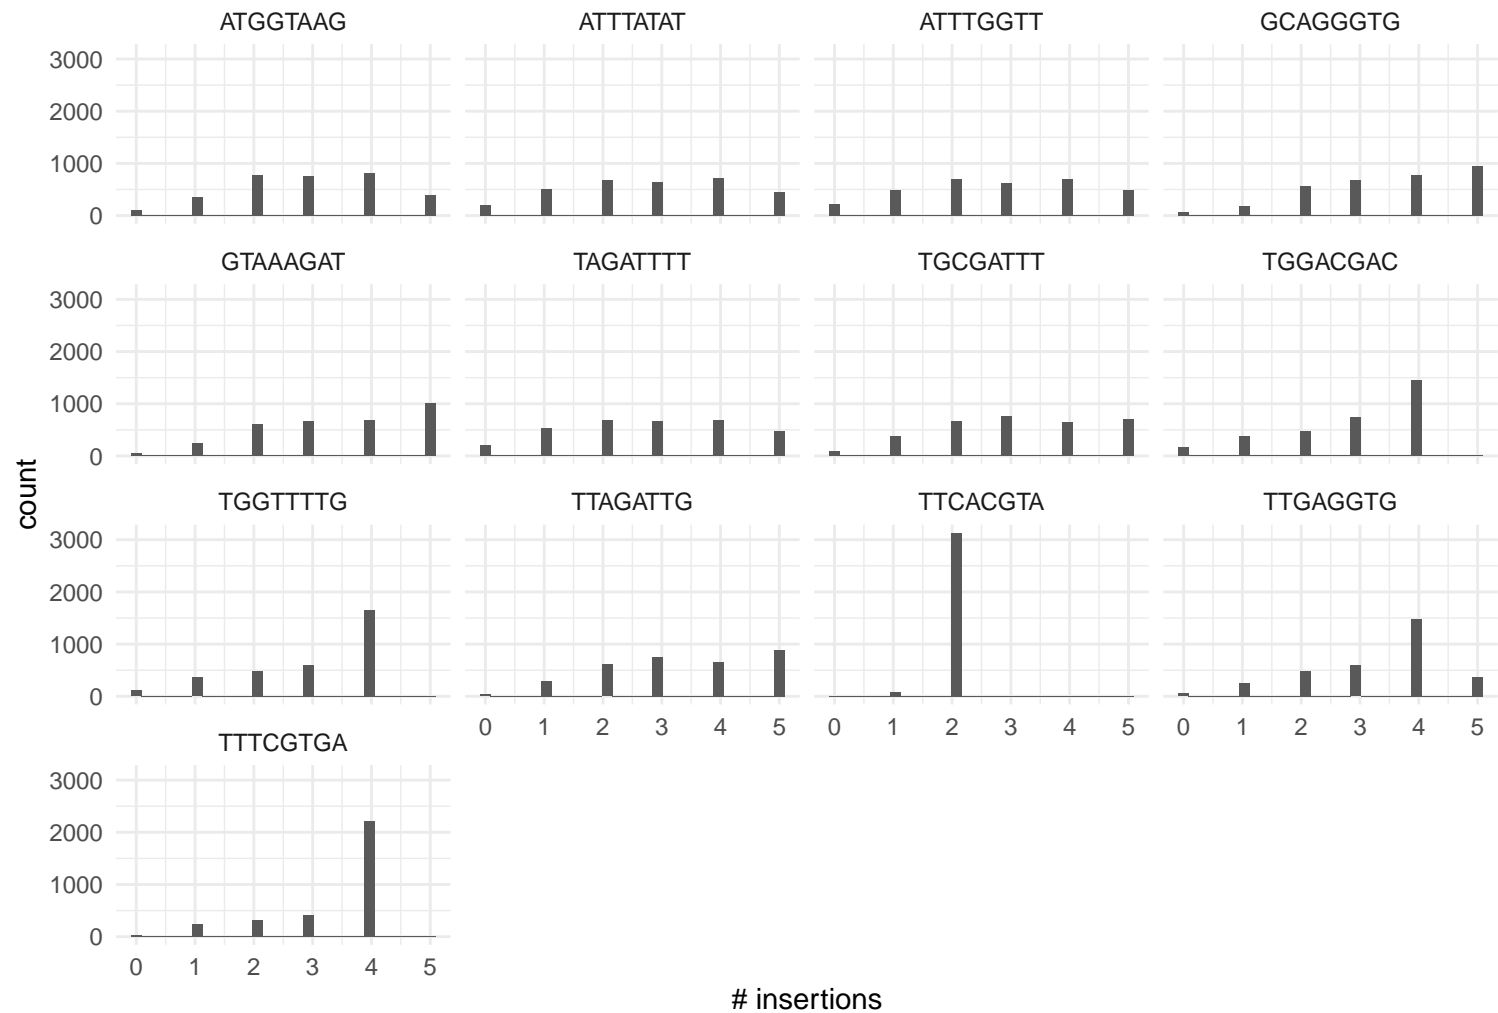 ATGGTAAG ATTTATAT ATTTGGTT GCAGGGTG
3000
2000
1000
0
GTAAAGAT TAGATTTT TGCGATTT TGGACGAC
3000
2000
1000
0
TGGTTTTG TTAGATTG TTCACGTA TTGAGGTG
3000
2000
1000
0
0 1 2 3 4 5 0 1 2 3 4 5 0 1 2 3 4 5
TTTCGTGA
3000
2000
1000
0
0 1 2 3 4 5
count
# insertions